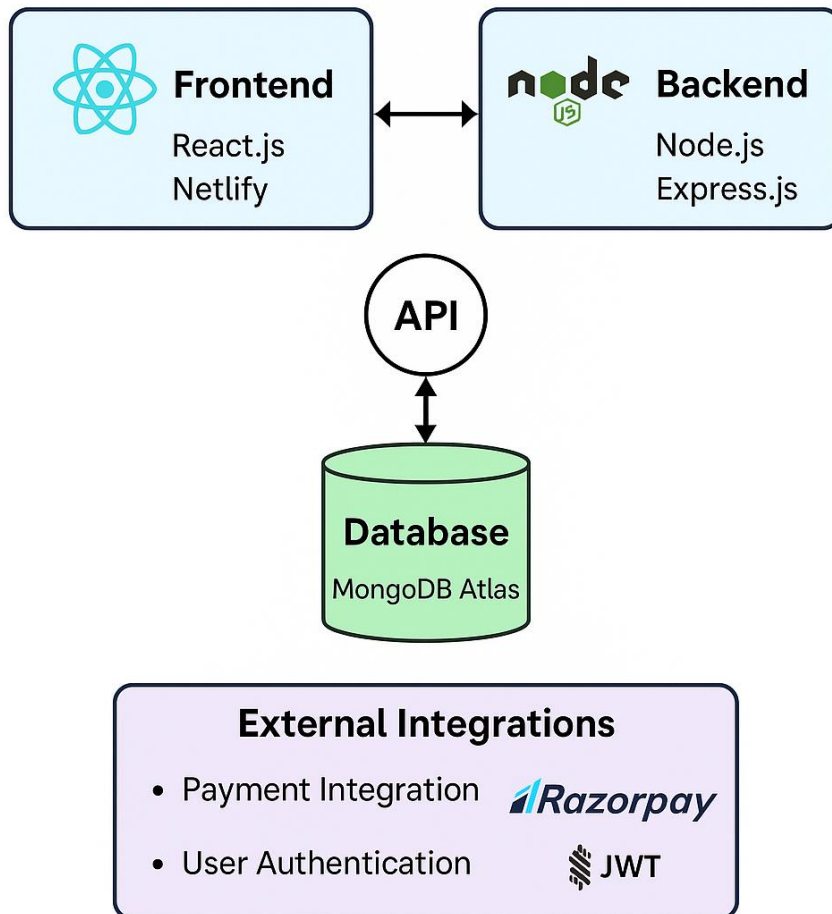 Frontend
React.js
Netlify
node
JS
Backend
Node.js
Express.js
API
Database
MongoDB Atlas
External Integrations
• Payment Integration Razorpay
• User Authentication JWT